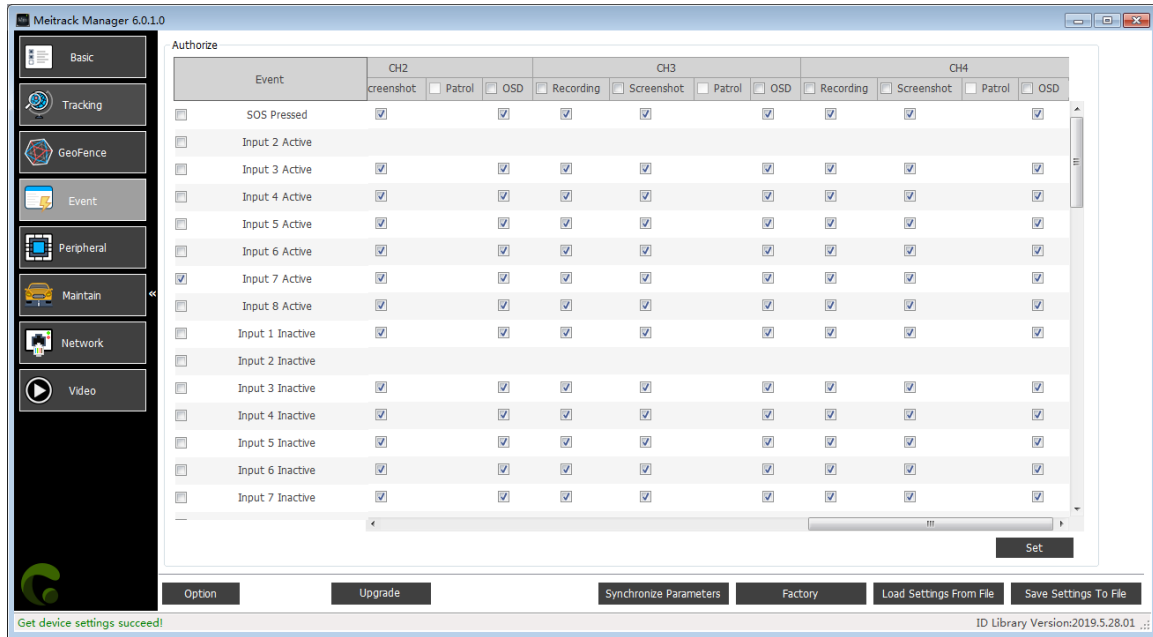 Meitrack Manager 6.0.1.0
Basic
Tracking
GeoFence
Event
Peripheral
Maintain
«
Network
Video
Authorize
Event
CH2
CH3
CH4
creenshot Patrol OSD Recording Screenshot Patrol OSD Recording Screenshot Patrol OSD
SOS Pressed
Input 2 Active
Input 3 Active
Input 4 Active
Input 5 Active
Input 6 Active
Input 7 Active
Input 8 Active
Input 1 Inactive
Input 2 Inactive
Input 3 Inactive
Input 4 Inactive
Input 5 Inactive
Input 6 Inactive
Input 7 Inactive
Set
Option Upgrade Synchronize Parameters Factory Load Settings From File Save Settings To File
Get device settings succeed! ID Library Version:2019.5.28.01